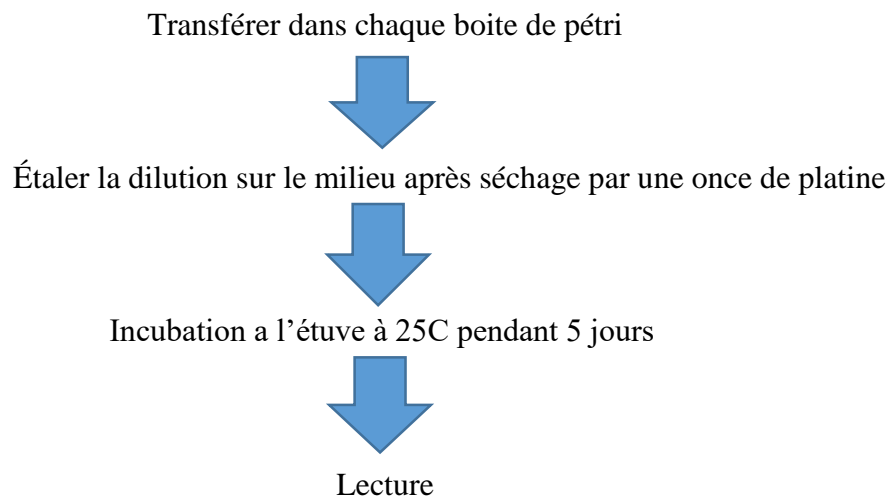 Transférer dans chaque boite de pétri
Étaler la dilution sur le milieu après séchage par une once de platine
Incubation a l’étuve à 25C pendant 5 jours
Lecture